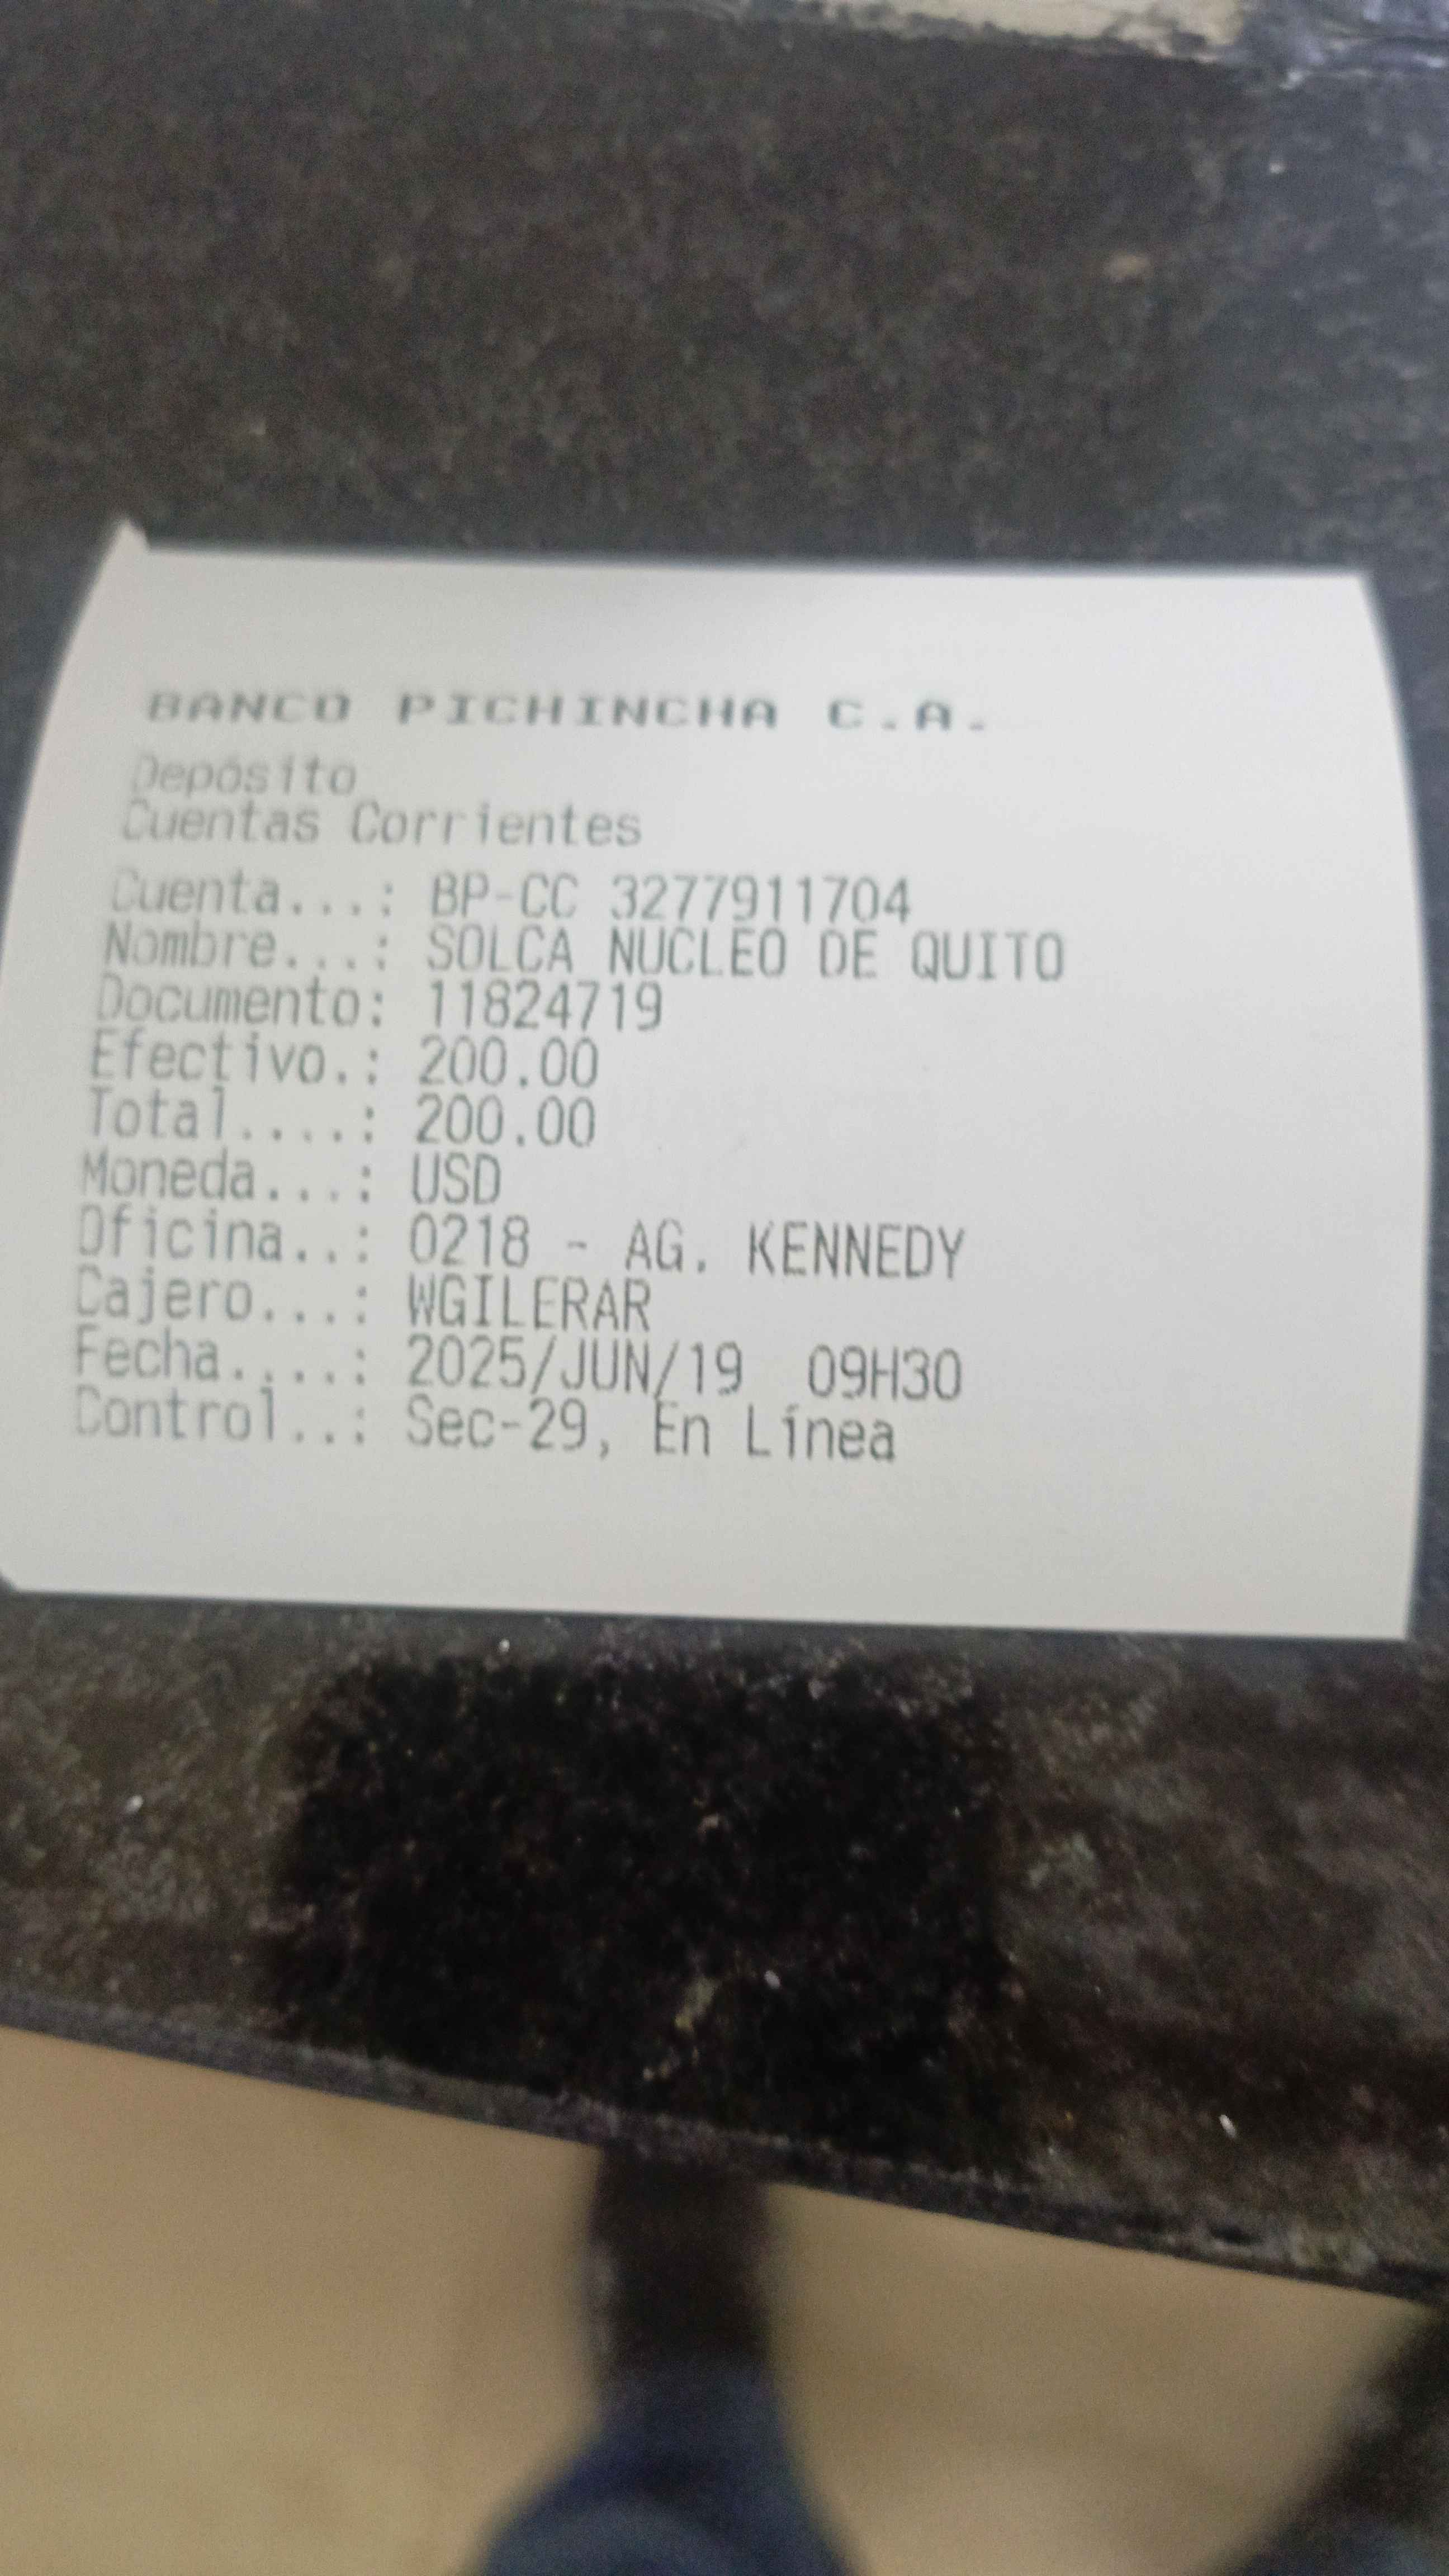 BANCO PICHINCHA C.A.
Depósito
Cuentas Corrientes
Cuenta...: BP-CC 3277911704
Nombre...: SOLCA NUCLEO DE QUITO
Documento: 11824719
Efectivo.: 200.00
Total....: 200.00
Moneda...: USD
Oficina..: 0218 - AG. KENNEDY
Cajero...: WGILERAR
Fecha....: 2025/JUN/19 09H30
Control..: Sec-29, En Línea